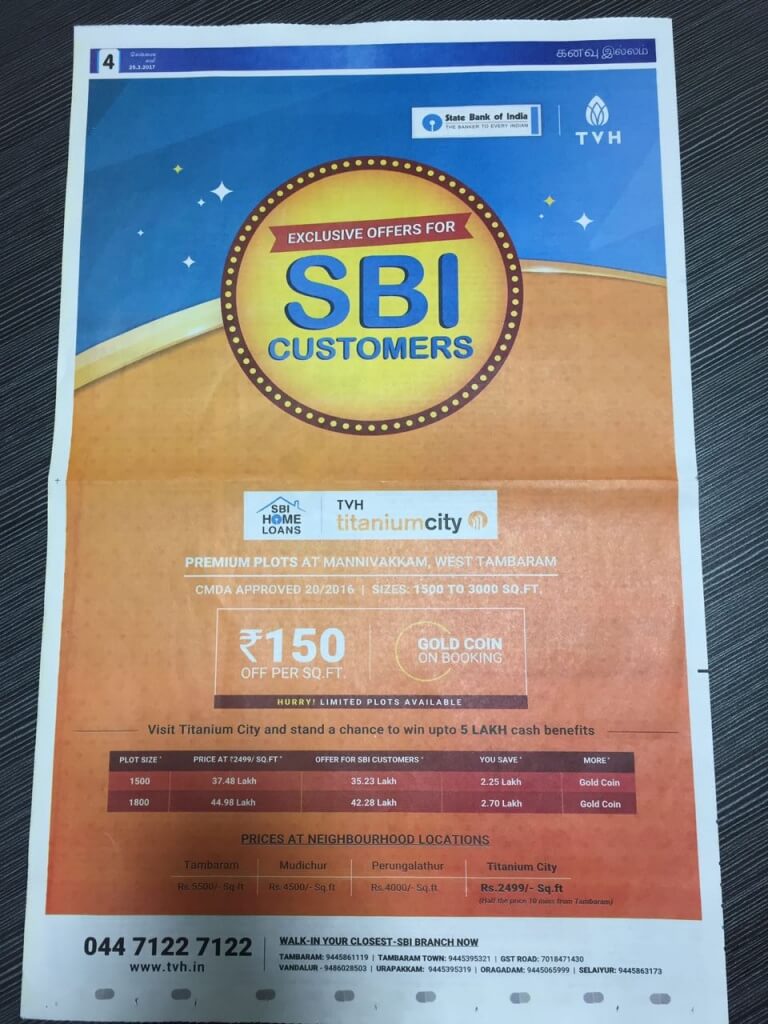 4
சென்னை
சனி
25.3.2017
கனவு இல்லம்
State Bank of India
THE BANKER TO EVERY INDIAN
TVH
EXCLUSIVE OFFERS FOR
SBI
CUSTOMERS
SBI
HOME
LOANS
TVH
titaniumcity
PREMIUM PLOTS AT MANNIVAKKAM, WEST TAMBARAM
CMDA APPROVED 20/2016 | SIZES: 1500 TO 3000 SQ.FT.
₹150
OFF PER SQ.FT.
GOLD COIN
ON BOOKING
HURRY! LIMITED PLOTS AVAILABLE
Visit Titanium City and stand a chance to win upto 5 LAKH cash benefits
PLOT SIZE* PRICE AT ₹2499/ SQ.FT* OFFER FOR SBI CUSTOMERS* YOU SAVE* MORE*
1500 37.48 Lakh 35.23 Lakh 2.25 Lakh Gold Coin
1800 44.98 Lakh 42.28 Lakh 2.70 Lakh Gold Coin
PRICES AT NEIGHBOURHOOD LOCATIONS
Tambaram Mudichur Perungalathur Titanium City
Rs.5500/- Sq.ft Rs.4500/- Sq.ft Rs.4000/- Sq.ft. Rs.2499/- Sq.ft
(Half the price 10 mins from Tambaram)
044 7122 7122
www.tvh.in
WALK-IN YOUR CLOSEST-SBI BRANCH NOW
TAMBARAM: 9445861119 | TAMBARAM TOWN: 9445395321 | GST ROAD: 7018471430
VANDALUR - 9486028503 | URAPAKKAM: 9445395319 | ORAGADAM: 9445065999 | SELAIYUR: 9445863173